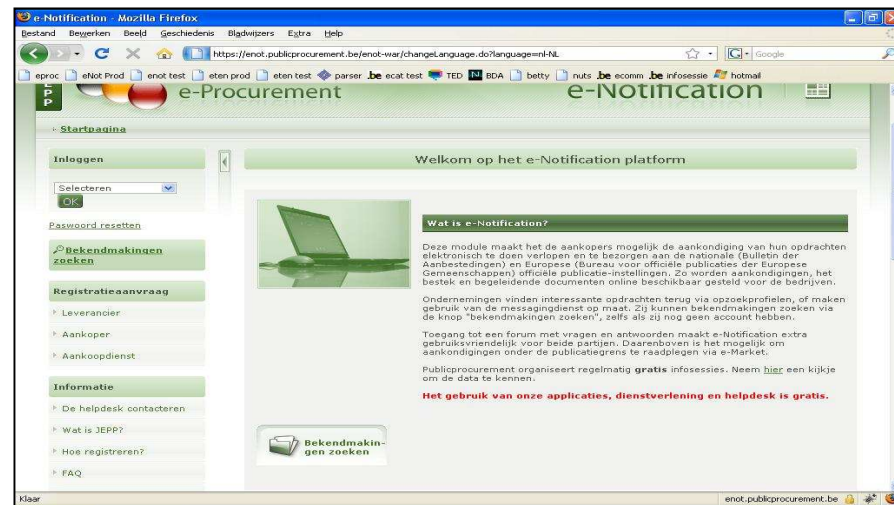 e-Notification - Mozilla Firefox
Bestand Bewerken Beeld Geschiedenis Bladwijzers Extra Help
https://enot.publicprocurement.be/enot-war/changeLanguage.do?language=nl-NL
Google
eproc eNot Prod enot test eten prod eten test parser .be ecat test TED BDA betty nuts .be ecomm .be infosessie hotmail
EPP
e-Procurement
e-Notification
Startpagina
Inloggen
Selecteren
OK
Paswoord resetten
Bekendmakingen
zoeken
Registratieaanvraag
Leverancier
Aankoper
Aankoopdienst
Informatie
De helpdesk contacteren
Wat is JEPP?
Hoe registreren?
FAQ
Welkom op het e-Notification platform
Wat is e-Notification?
Deze module maakt het de aankopers mogelijk de aankondiging van hun opdrachten
elektronisch te doen verlopen en te bezorgen aan de nationale (Bulletin der
Aanbestedingen) en Europese (Bureau voor officiële publicaties der Europese
Gemeenschappen) officiële publicatie-instellingen. Zo worden aankondigingen, het
bestek en begeleidende documenten online beschikbaar gesteld voor de bedrijven.
Ondernemingen vinden interessante opdrachten terug via opzoekprofielen, of maken
gebruik van de messagingdienst op maat. Zij kunnen bekendmakingen zoeken via
de knop "bekendmakingen zoeken", zelfs als zij nog geen account hebben.
Toegang tot een forum met vragen en antwoorden maakt e-Notification extra
gebruiksvriendelijk voor beide partijen. Daarenboven is het mogelijk om
aankondigingen onder de publicatiegrens te raadplegen via e-Market.
Publicprocurement organiseert regelmatig gratis infosessies. Neem hier een kijkje
om de data te kennen.
Het gebruik van onze applicaties, dienstverlening en helpdesk is gratis.
Bekendmakin-
gen zoeken
Klaar
enot.publicprocurement.be